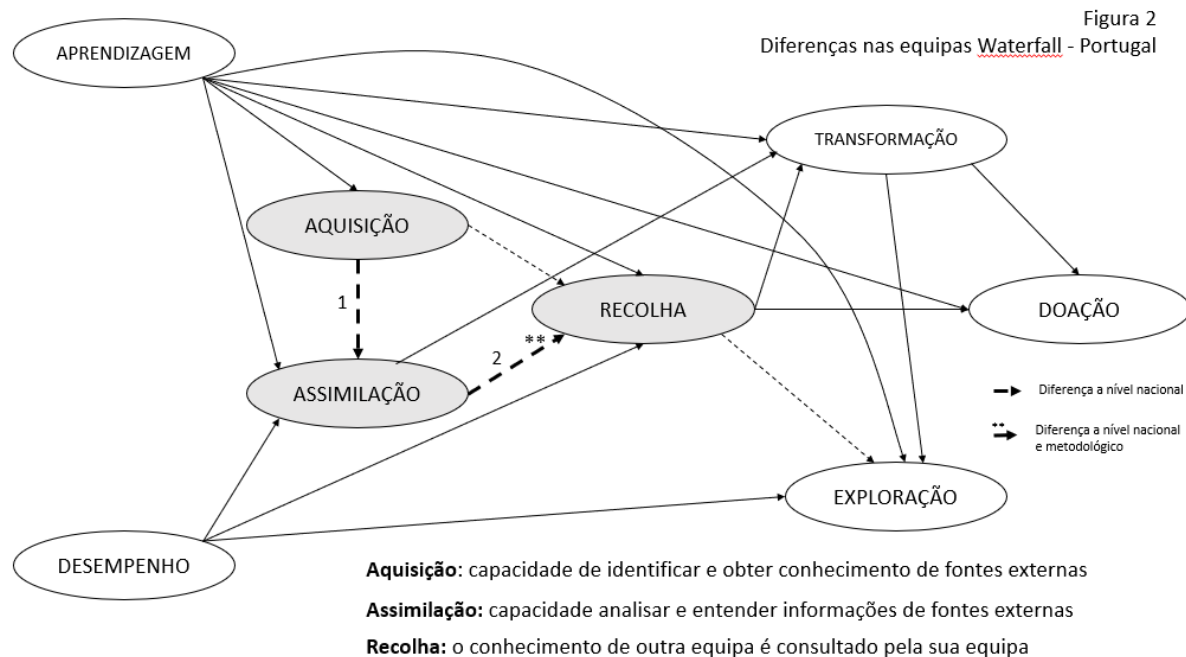 Figura 2
Diferenças nas equipas Waterfall - Portugal
APRENDIZAGEM
TRANSFORMAÇÃO
AQUISIÇÃO
1
RECOLHA
DOAÇÃO
2
**
ASSIMILAÇÃO
Diferença a nível nacional
**
Diferença a nível nacional
e metodológico
EXPLORAÇÃO
DESEMPENHO
Aquisição: capacidade de identificar e obter conhecimento de fontes externas
Assimilação: capacidade analisar e entender informações de fontes externas
Recolha: o conhecimento de outra equipa é consultado pela sua equipa